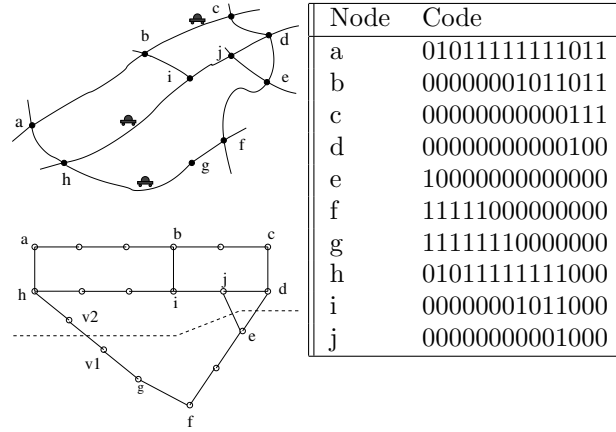 c
b
d
j
i
e
a
f
h
g
a b c
h i j d
v2
e
v1
g
f
Node Code
a 01011111111011
b 00000001011011
c 00000000000111
d 00000000000100
e 10000000000000
f 11111000000000
g 11111110000000
h 01011111111000
i 00000001011000
j 00000000001000